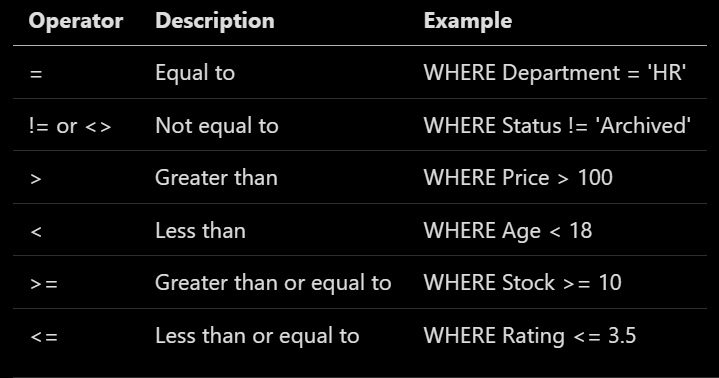 Operator Description Example
= Equal to WHERE Department = 'HR'
!= or <> Not equal to WHERE Status != 'Archived'
> Greater than WHERE Price > 100
< Less than WHERE Age < 18
>= Greater than or equal to WHERE Stock >= 10
<= Less than or equal to WHERE Rating <= 3.5